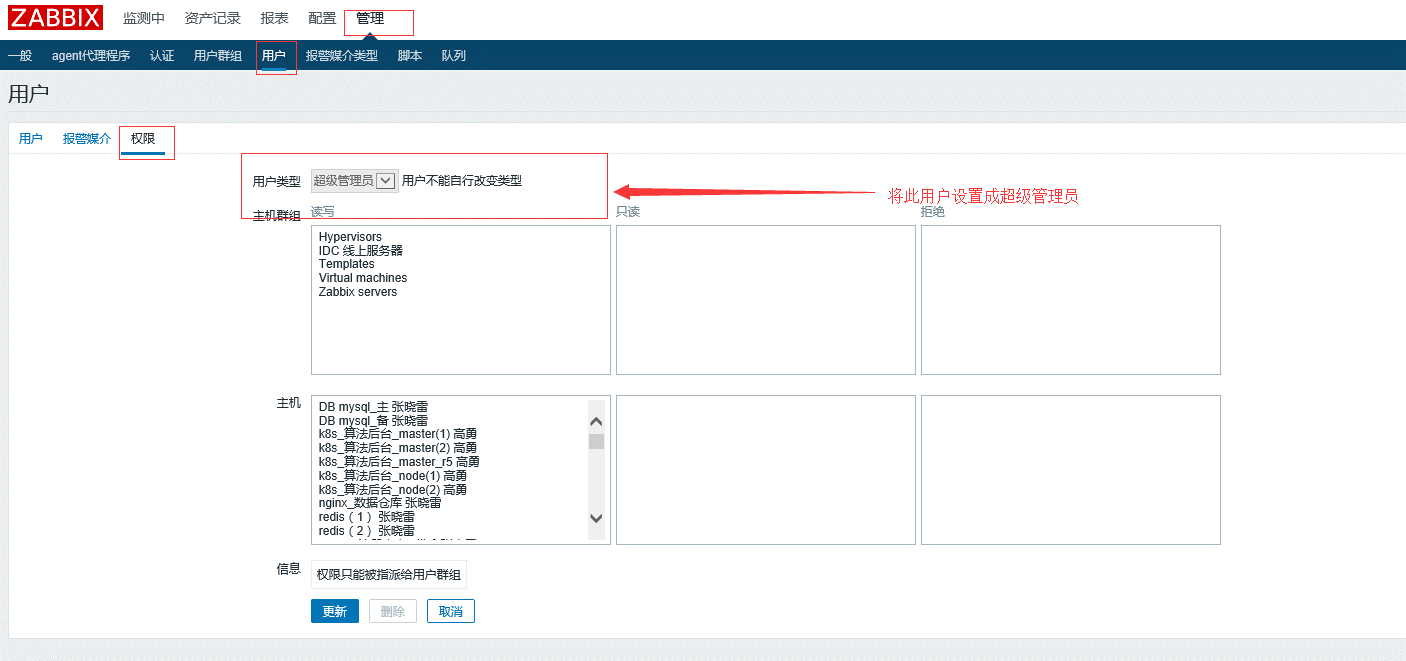 ZABBIX 监测中 资产记录 报表 配置 管理
一般 agent代理程序 认证 用户群组 用户 报警媒介类型 脚本 队列
用户
用户 报警媒介 权限
用户类型 超级管理员 用户不能自行改变类型
将此用户设置成超级管理员
主机群组 读写 只读 拒绝
Hypervisors
IDC 线上服务器
Templates
Virtual machines
Zabbix servers
主机
DB mysql_主 张晓雷
DB mysql_备 张晓雷
k8s_算法后台_master(1) 高勇
k8s_算法后台_master(2) 高勇
k8s_算法后台_master_r5 高勇
k8s_算法后台_node(1) 高勇
k8s_算法后台_node(2) 高勇
nginx_数据仓库 张晓雷
redis（1） 张晓雷
redis（2） 张晓雷
信息 权限只能被指派给用户群组
更新 删除 取消